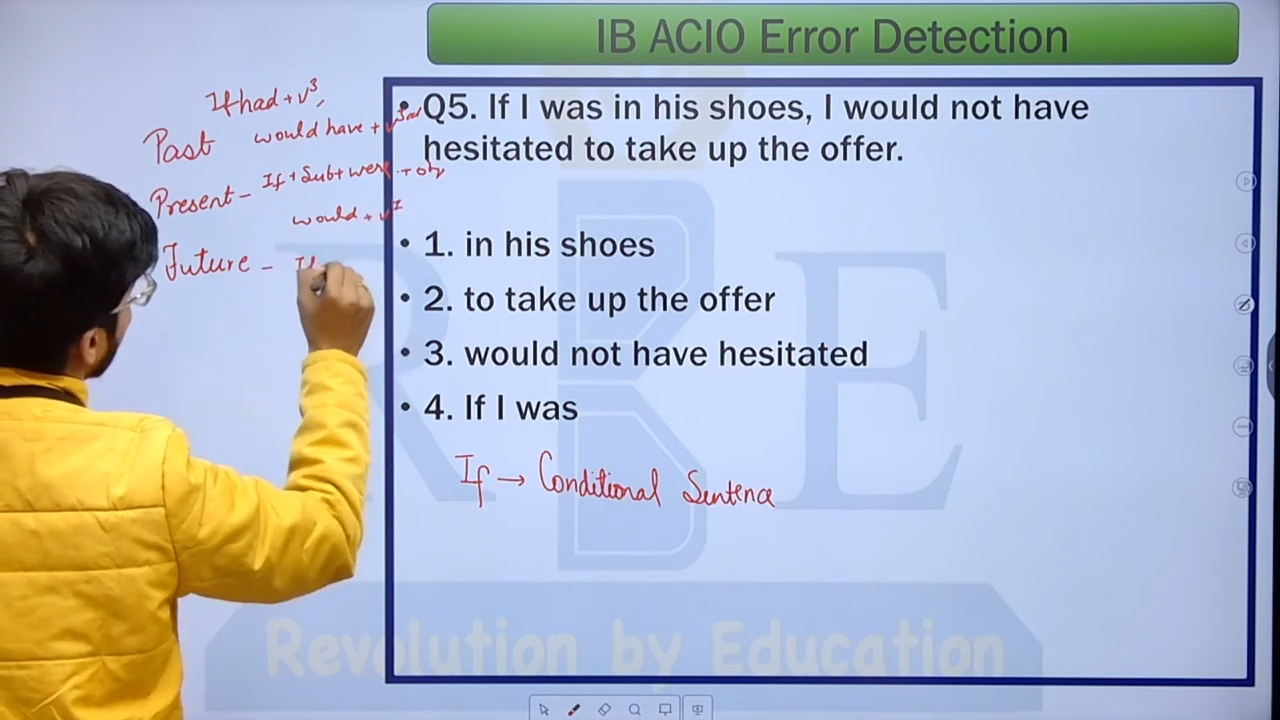 IB ACIO Error Detection
If had + v³,
Past would have + v³rd
Present - If + Sub + were + obj
would + vᴵ
Future - If
• Q5. If I was in his shoes, I would not have
hesitated to take up the offer.
• 1. in his shoes
• 2. to take up the offer
• 3. would not have hesitated
• 4. If I was
If → Conditional Sentence
RBE
Revolution by Education